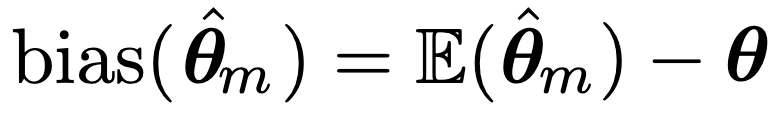 bias(𝜽̂ₘ) = 𝔼(𝜽̂ₘ) − 𝜽